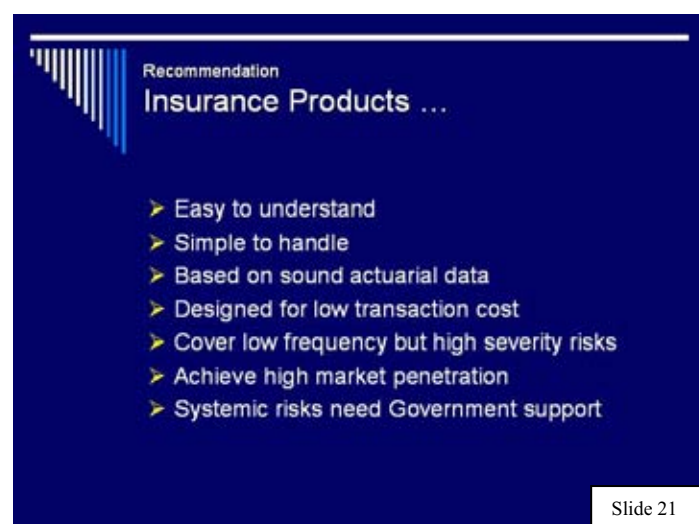 Recommendation
Insurance Products ...
➢ Easy to understand
➢ Simple to handle
➢ Based on sound actuarial data
➢ Designed for low transaction cost
➢ Cover low frequency but high severity risks
➢ Achieve high market penetration
➢ Systemic risks need Government support
Slide 21